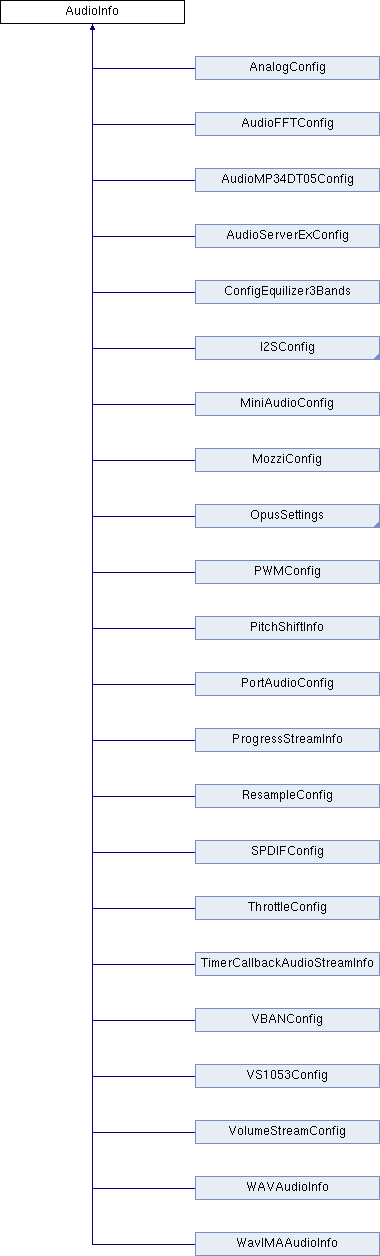 AudioInfo
AnalogConfig
AudioFFTConfig
AudioMP34DT05Config
AudioServerExConfig
ConfigEquilizer3Bands
I2SConfig
MiniAudioConfig
MozziConfig
OpusSettings
PWMConfig
PitchShiftInfo
PortAudioConfig
ProgressStreamInfo
ResampleConfig
SPDIFConfig
ThrottleConfig
TimerCallbackAudioStreamInfo
VBANConfig
VS1053Config
VolumeStreamConfig
WAVAudioInfo
WavIMAAudioInfo